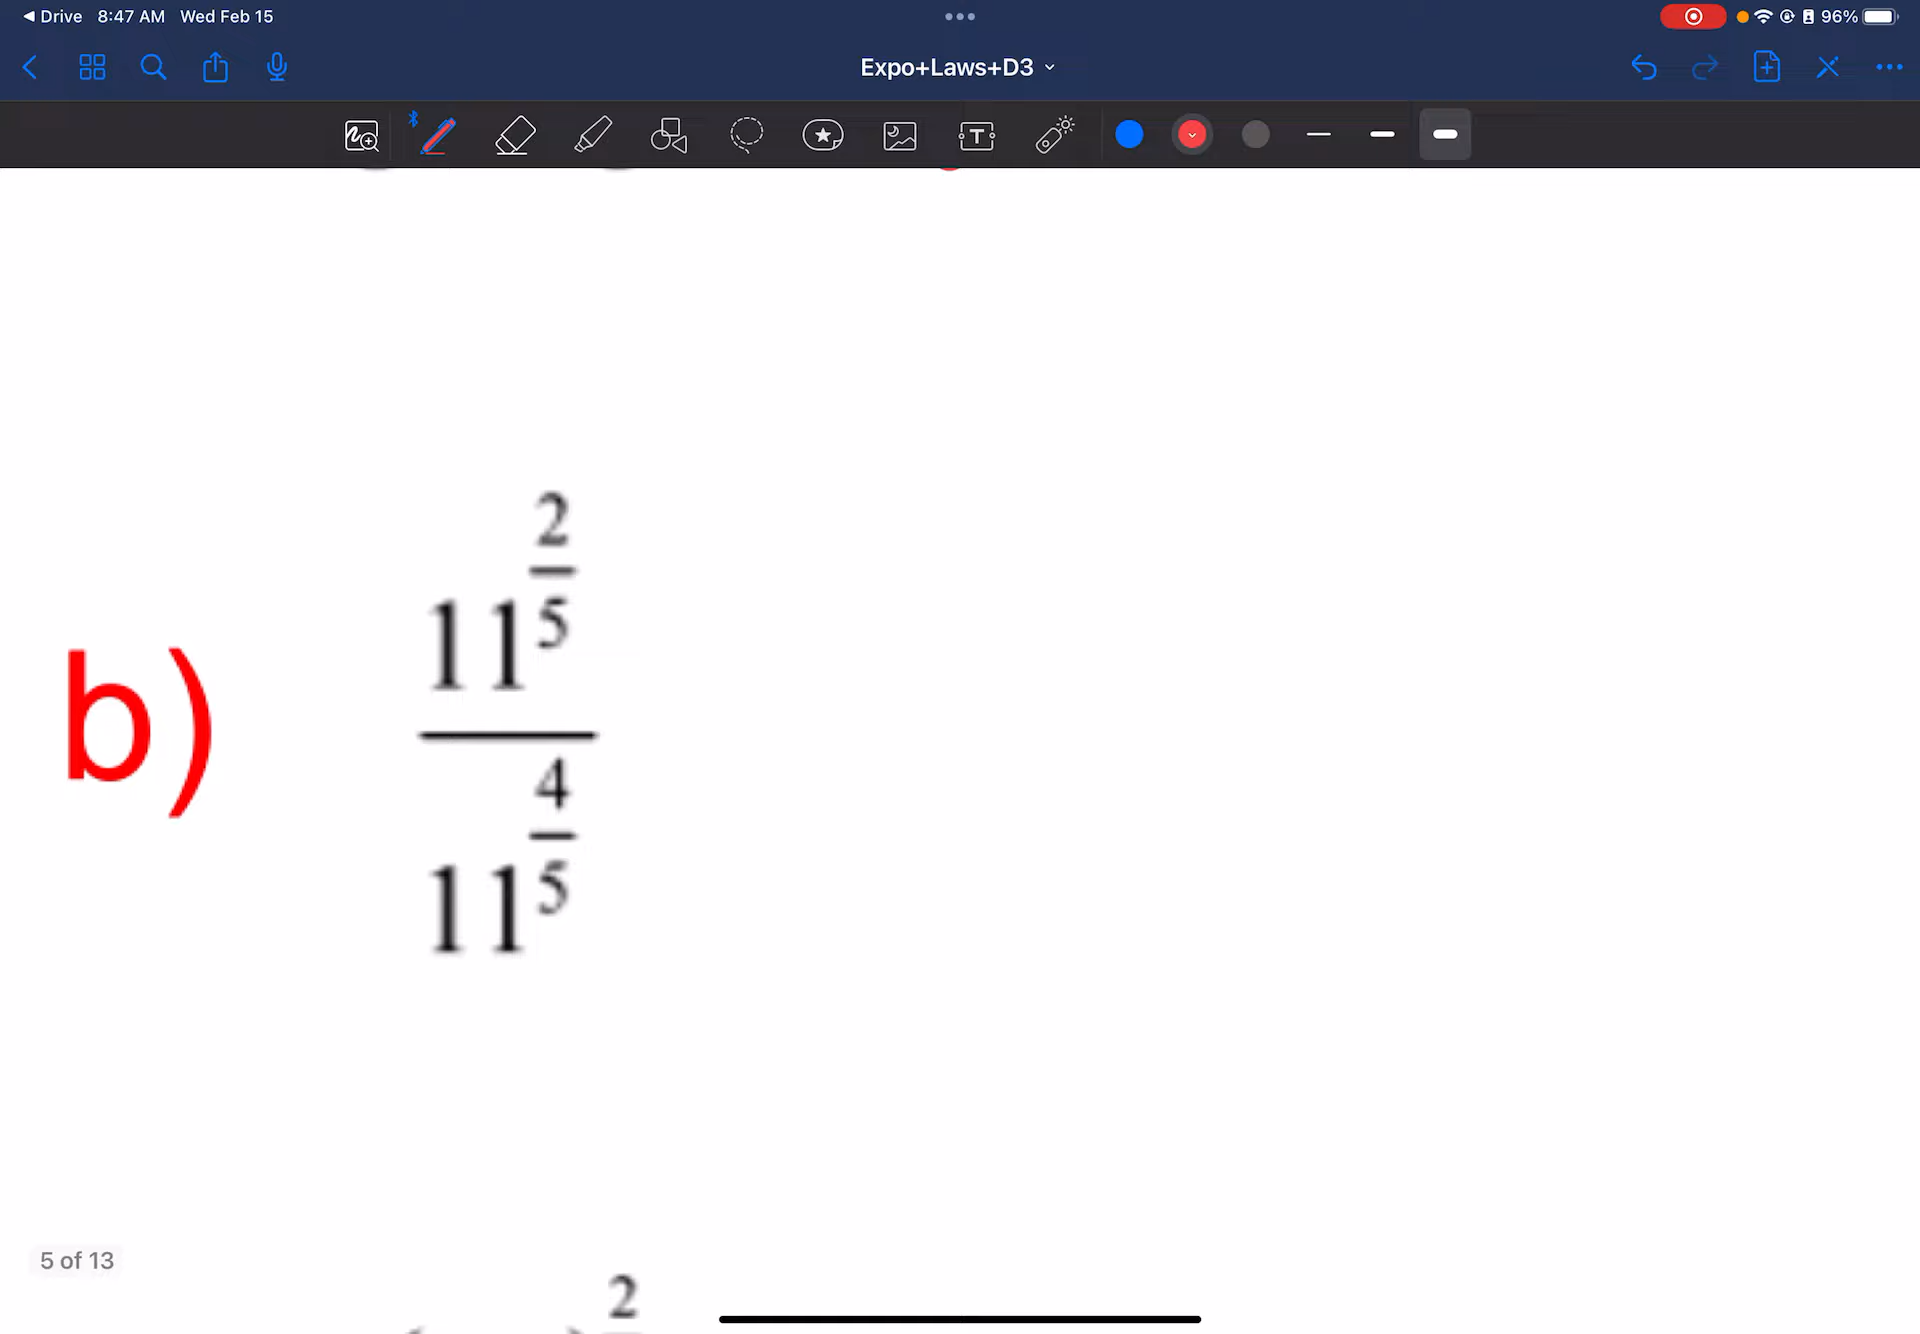 ◀ Drive 8:47 AM Wed Feb 15 96%
Expo+Laws+D3
b) 11^(2/5)
11^(4/5)
5 of 13
2